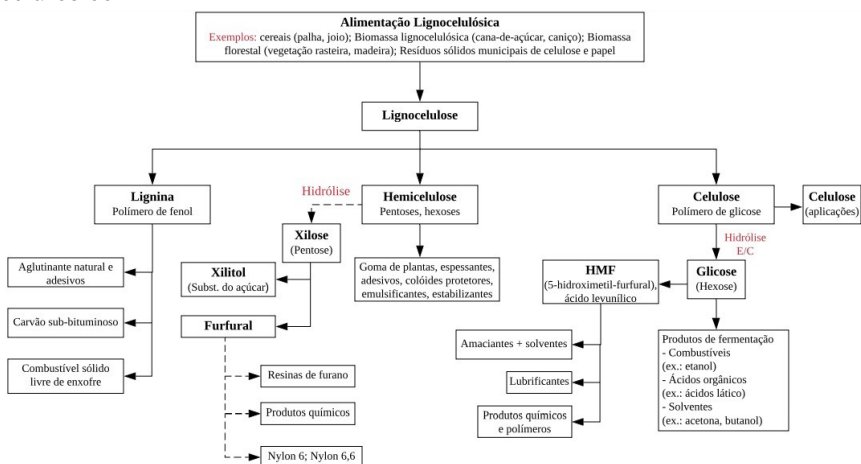 Alimentação Lignocelulósica
Exemplos: cereais (palha, joio); Biomassa lignocelulósica (cana-de-açúcar, caniço); Biomassa
florestal (vegetação rasteira, madeira); Resíduos sólidos municipais de celulose e papel
Lignocelulose
Lignina
Polímero de fenol
Hidrólise
Hemicelulose
Pentoses, hexoses
Celulose
Polímero de glicose
Celulose
(aplicações)
Xilose
(Pentose)
Hidrólise
E/C
Aglutinante natural e
adesivos
Xilitol
(Subst. do açúcar)
Goma de plantas, espessantes,
adesivos, colóides protetores,
emulsificantes, estabilizantes
HMF
(5-hidroximetil-furfural),
ácido levunílico
Glicose
(Hexose)
Carvão sub-bituminoso
Furfural
Amaciantes + solventes
Produtos de fermentação
- Combustíveis
(ex.: etanol)
- Ácidos orgânicos
(ex.: ácidos lático)
- Solventes
(ex.: acetona, butanol)
Combustível sólido
livre de enxofre
Resinas de furano
Lubrificantes
Produtos químicos
Produtos químicos
e polímeros
Nylon 6; Nylon 6,6